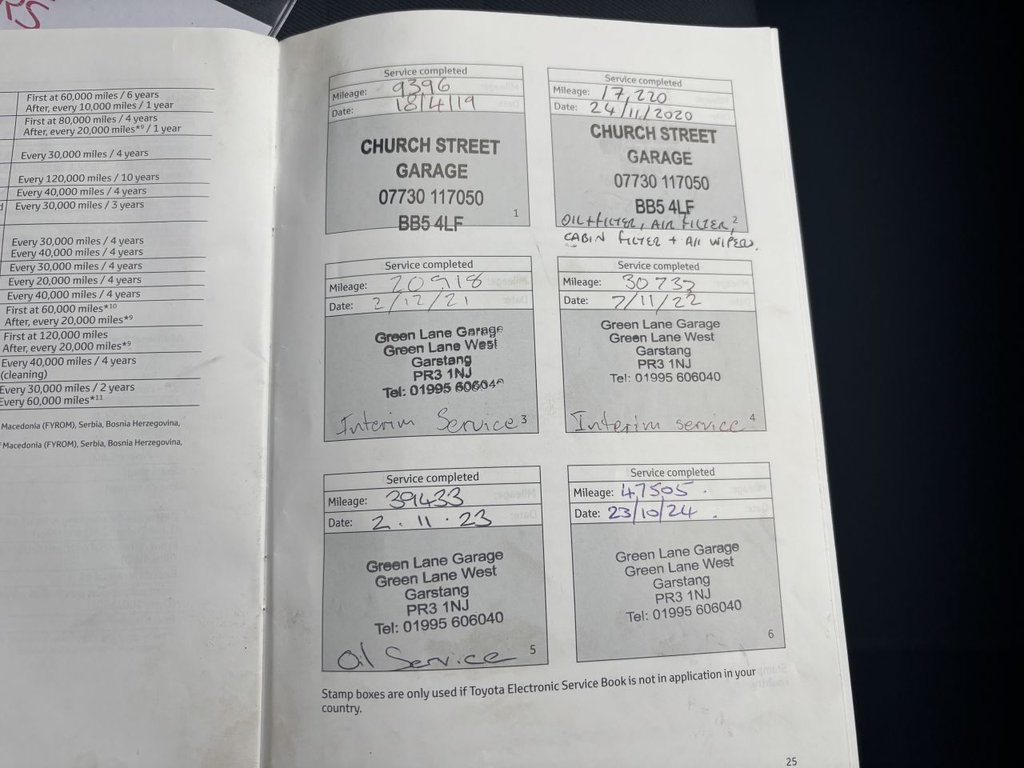 RS
First at 60,000 miles / 6 years
After, every 10,000 miles / 1 year
First at 80,000 miles / 4 years
After, every 20,000 miles*9 / 1 year
Every 30,000 miles / 4 years
Every 120,000 miles / 10 years
Every 40,000 miles / 4 years
Every 30,000 miles / 3 years
Every 30,000 miles / 4 years
Every 40,000 miles / 4 years
Every 30,000 miles / 4 years
Every 20,000 miles / 4 years
Every 40,000 miles / 4 years
First at 60,000 miles*10
After, every 20,000 miles*9
First at 120,000 miles
After, every 20,000 miles*9
Every 40,000 miles / 4 years
(cleaning)
Every 30,000 miles / 2 years
Every 60,000 miles*11
Macedonia (FYROM), Serbia, Bosnia Herzegovina,
Macedonia (FYROM), Serbia, Bosnia Herzegovina,
Service completed
Mileage: 9396
Date: 18/4/19
CHURCH STREET
GARAGE
07730 117050
BB5 4LF
1
Service completed
Mileage: 17,220
Date: 24/11/2020
CHURCH STREET
GARAGE
07730 117050
BB5 4LF
OIL+FILTER, AIR FILTER, 2
CABIN FILTER + All WIPERS.
Service completed
Mileage: 20918
Date: 2/12/21
Green Lane Garage
Green Lane West
Garstang
PR3 1NJ
Tel: 01995 606040
Interim Service 3
Service completed
Mileage: 30737
Date: 7/11/22
Green Lane Garage
Green Lane West
Garstang
PR3 1NJ
Tel: 01995 606040
Interim service 4
Service completed
Mileage: 39433
Date: 2.11.23
Green Lane Garage
Green Lane West
Garstang
PR3 1NJ
Tel: 01995 606040
Oil Service 5
Service completed
Mileage: 47505.
Date: 23/10/24.
Green Lane Garage
Green Lane West
Garstang
PR3 1NJ
Tel: 01995 606040
6
Stamp boxes are only used if Toyota Electronic Service Book is not in application in your
country.
25